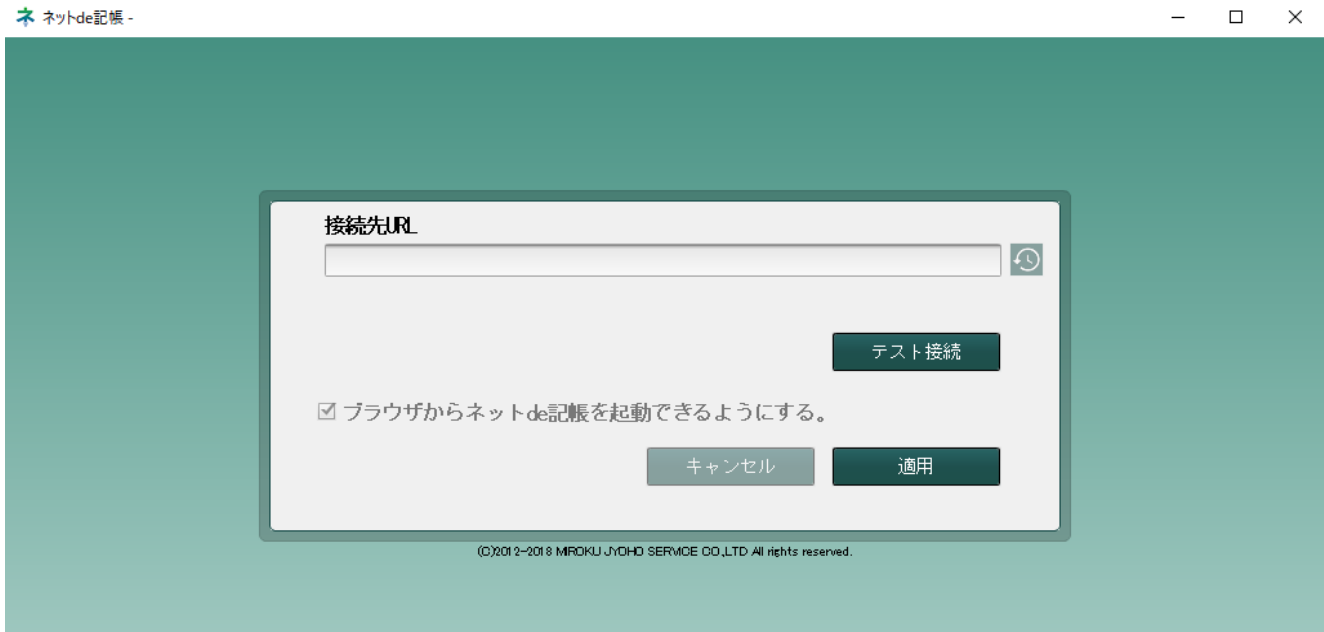 ネ ネットde記帳 -
接続先URL
テスト接続
ブラウザからネットde記帳を起動できるようにする。
キャンセル
適用
(C)2012-2018 MIROKU JYOHO SERVICE CO.,LTD All rights reserved.